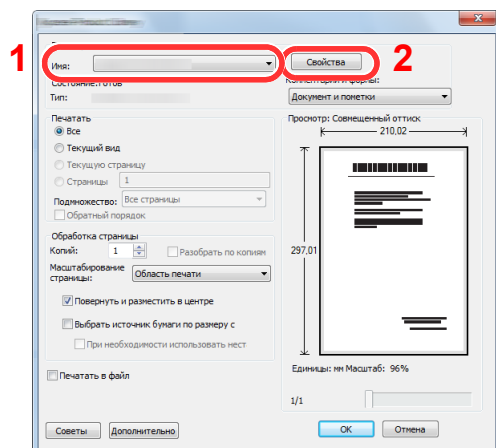 1
2
Имя:
Свойства
Состояние:Готов
Комментарии и формы:
Тип:
Документ и пометки
Печатать
Все
Текущий вид
Текущую страницу
Страницы
1
Подмножество:
Все страницы
Обратный порядок
Просмотр: Совмещенный оттиск
210,02
297,01
Обработка страницы
Копий:
1
Разобрать по копиям
Масштабирование страницы:
Область печати
Повернуть и разместить в центре
Выбрать источник бумаги по размеру с
При необходимости использовать нест
Единицы: мм Масштаб: 96%
Печатать в файл
1/1
Советы
Дополнительно
ОК
Отмена